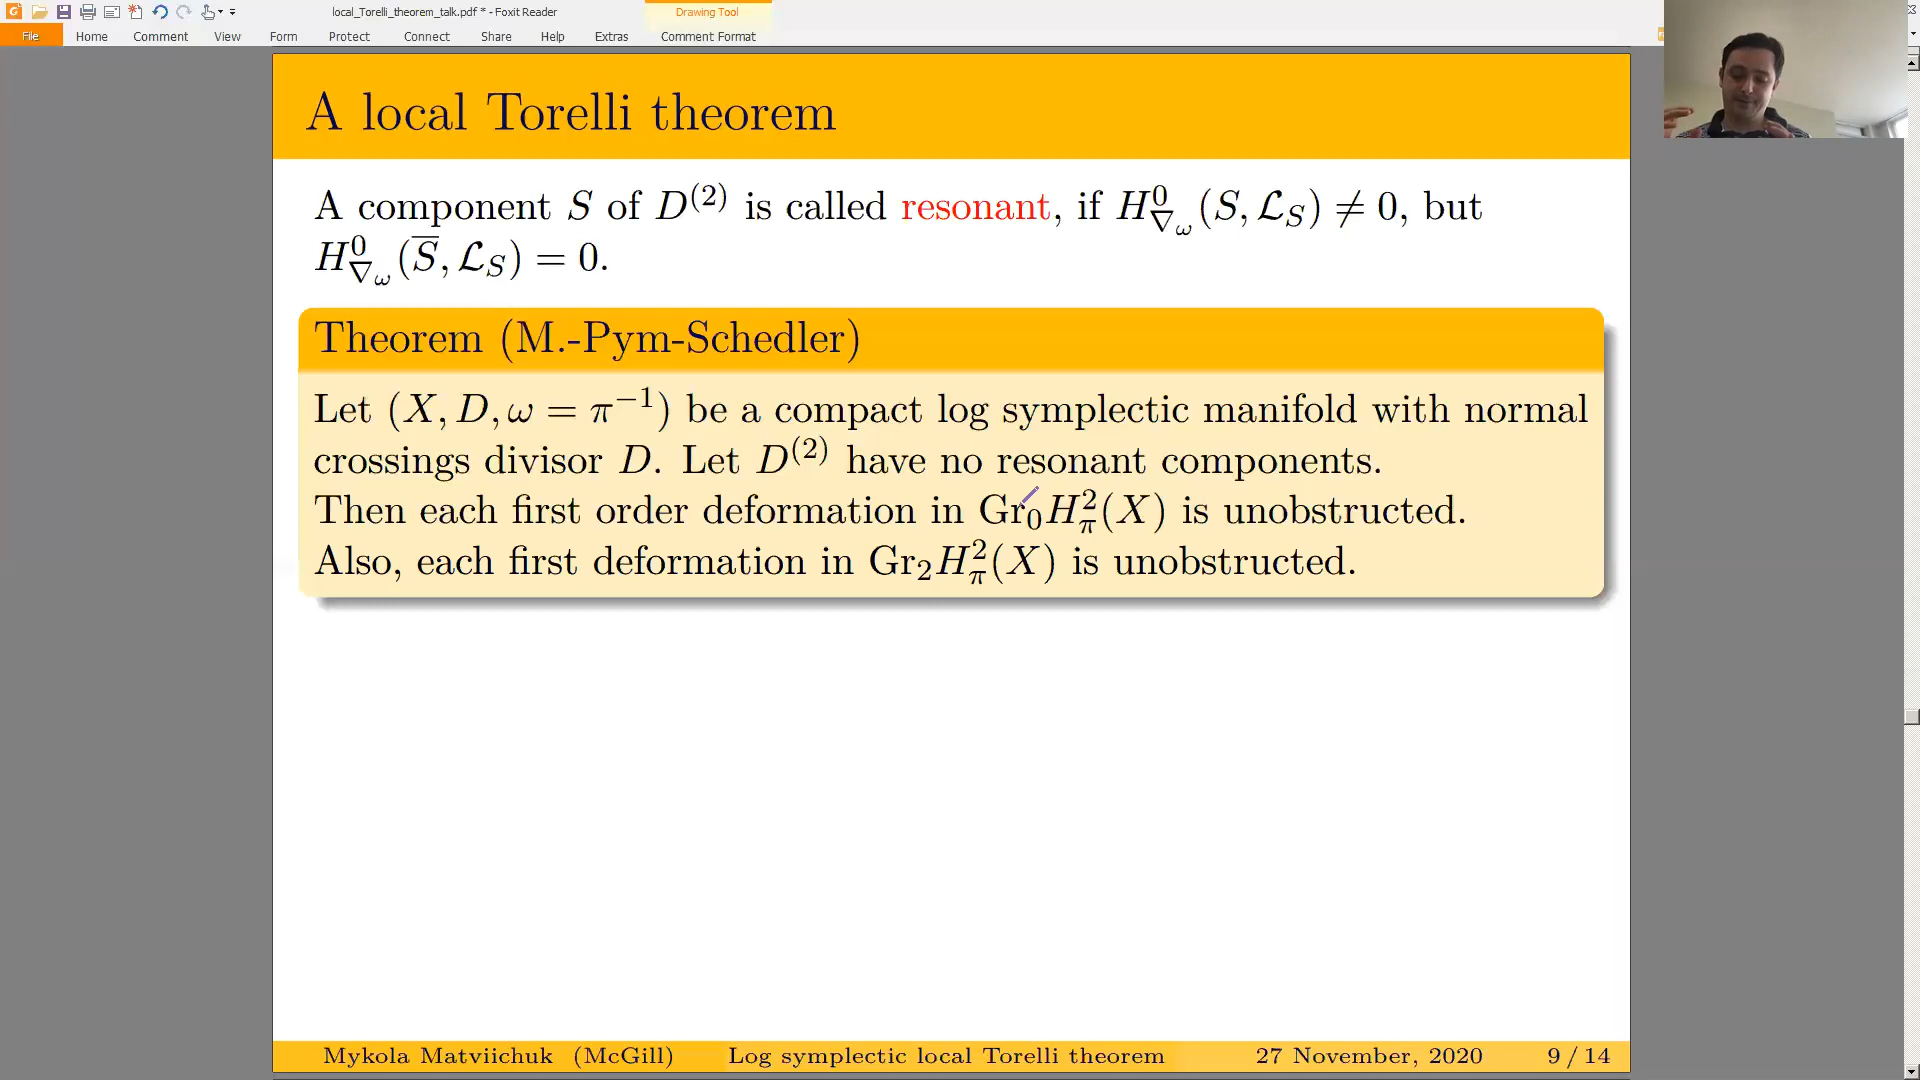 local_Torelli_theorem_talk.pdf * - Foxit Reader
Drawing Tool
File Home Comment View Form Protect Connect Share Help Extras Comment Format
A local Torelli theorem
A component S of D^{(2)} is called resonant, if H^0_{∇_ω}(S, ℒ_S) ≠ 0, but
H^0_{∇_ω}(S̅, ℒ_S) = 0.
Theorem (M.-Pym-Schedler)
Let (X, D, ω = π^{-1}) be a compact log symplectic manifold with normal
crossings divisor D. Let D^{(2)} have no resonant components.
Then each first order deformation in Gr_0 H^2_π(X) is unobstructed.
Also, each first deformation in Gr_2 H^2_π(X) is unobstructed.
Mykola Matviichuk (McGill) Log symplectic local Torelli theorem 27 November, 2020 9 / 14